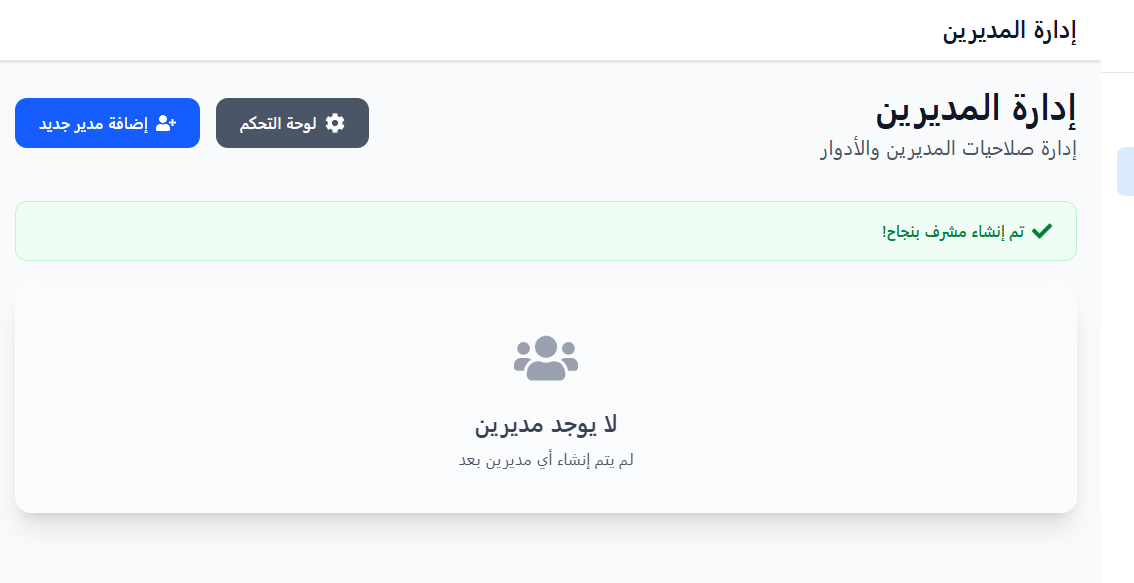 إدارة المديرين
إدارة المديرين
إدارة صلاحيات المديرين والأدوار
لوحة التحكم
إضافة مدير جديد
تم إنشاء مشرف بنجاح!
لا يوجد مديرين
لم يتم إنشاء أي مديرين بعد